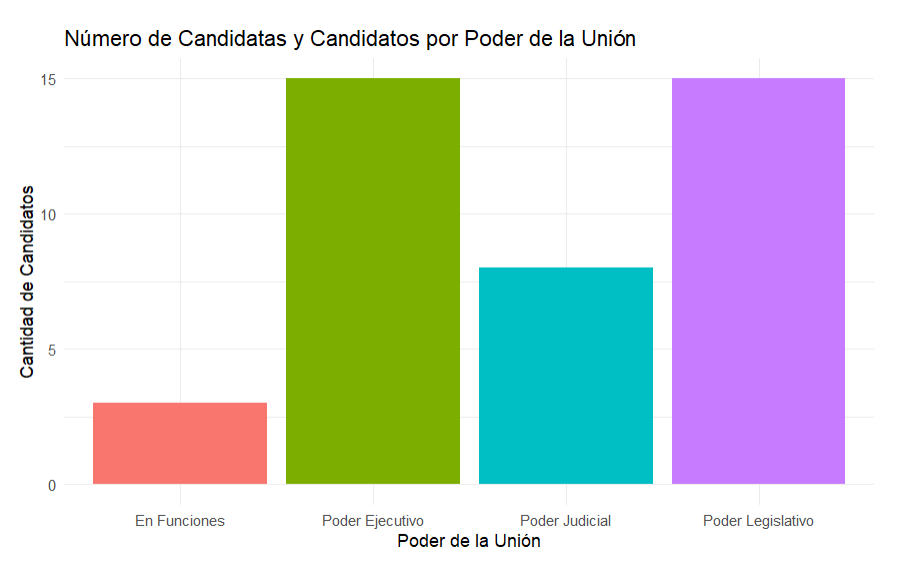 Número de Candidatas y Candidatos por Poder de la Unión
Cantidad de Candidatos
15
10
5
0
En Funciones
Poder Ejecutivo
Poder Judicial
Poder Legislativo
Poder de la Unión